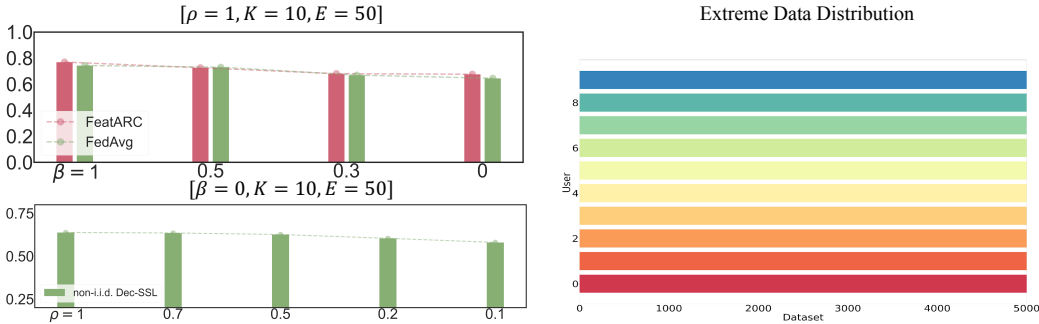 [ρ = 1, K = 10, E = 50]
1.0
0.8
0.6
0.4
0.2
0.0
FeatARC
FedAvg
β = 1 0.5 0.3 0
[β = 0, K = 10, E = 50]
0.75
0.50
0.25
non-i.i.d. Dec-SSL
ρ = 1 0.7 0.5 0.2 0.1
Extreme Data Distribution
User
8
6
4
2
0
0 1000 2000 3000 4000 5000
Dataset